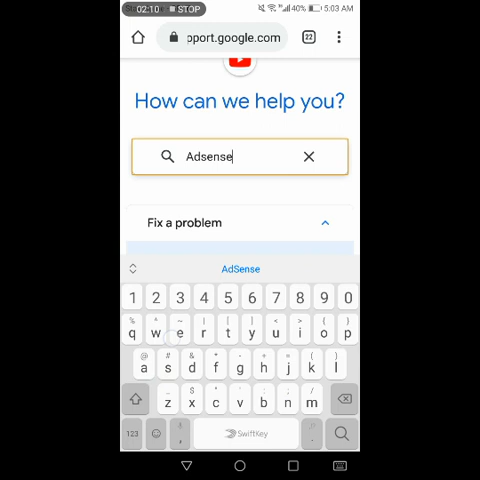 02:10 STOP 40% 5:03 AM
pport.google.com 22
How can we help you?
Adsense
Fix a problem
AdSense
1 2 3 4 5 6 7 8 9 0
q w e r t y u i o p
a s d f g h j k l
z x c v b n m
123 , SwiftKey .